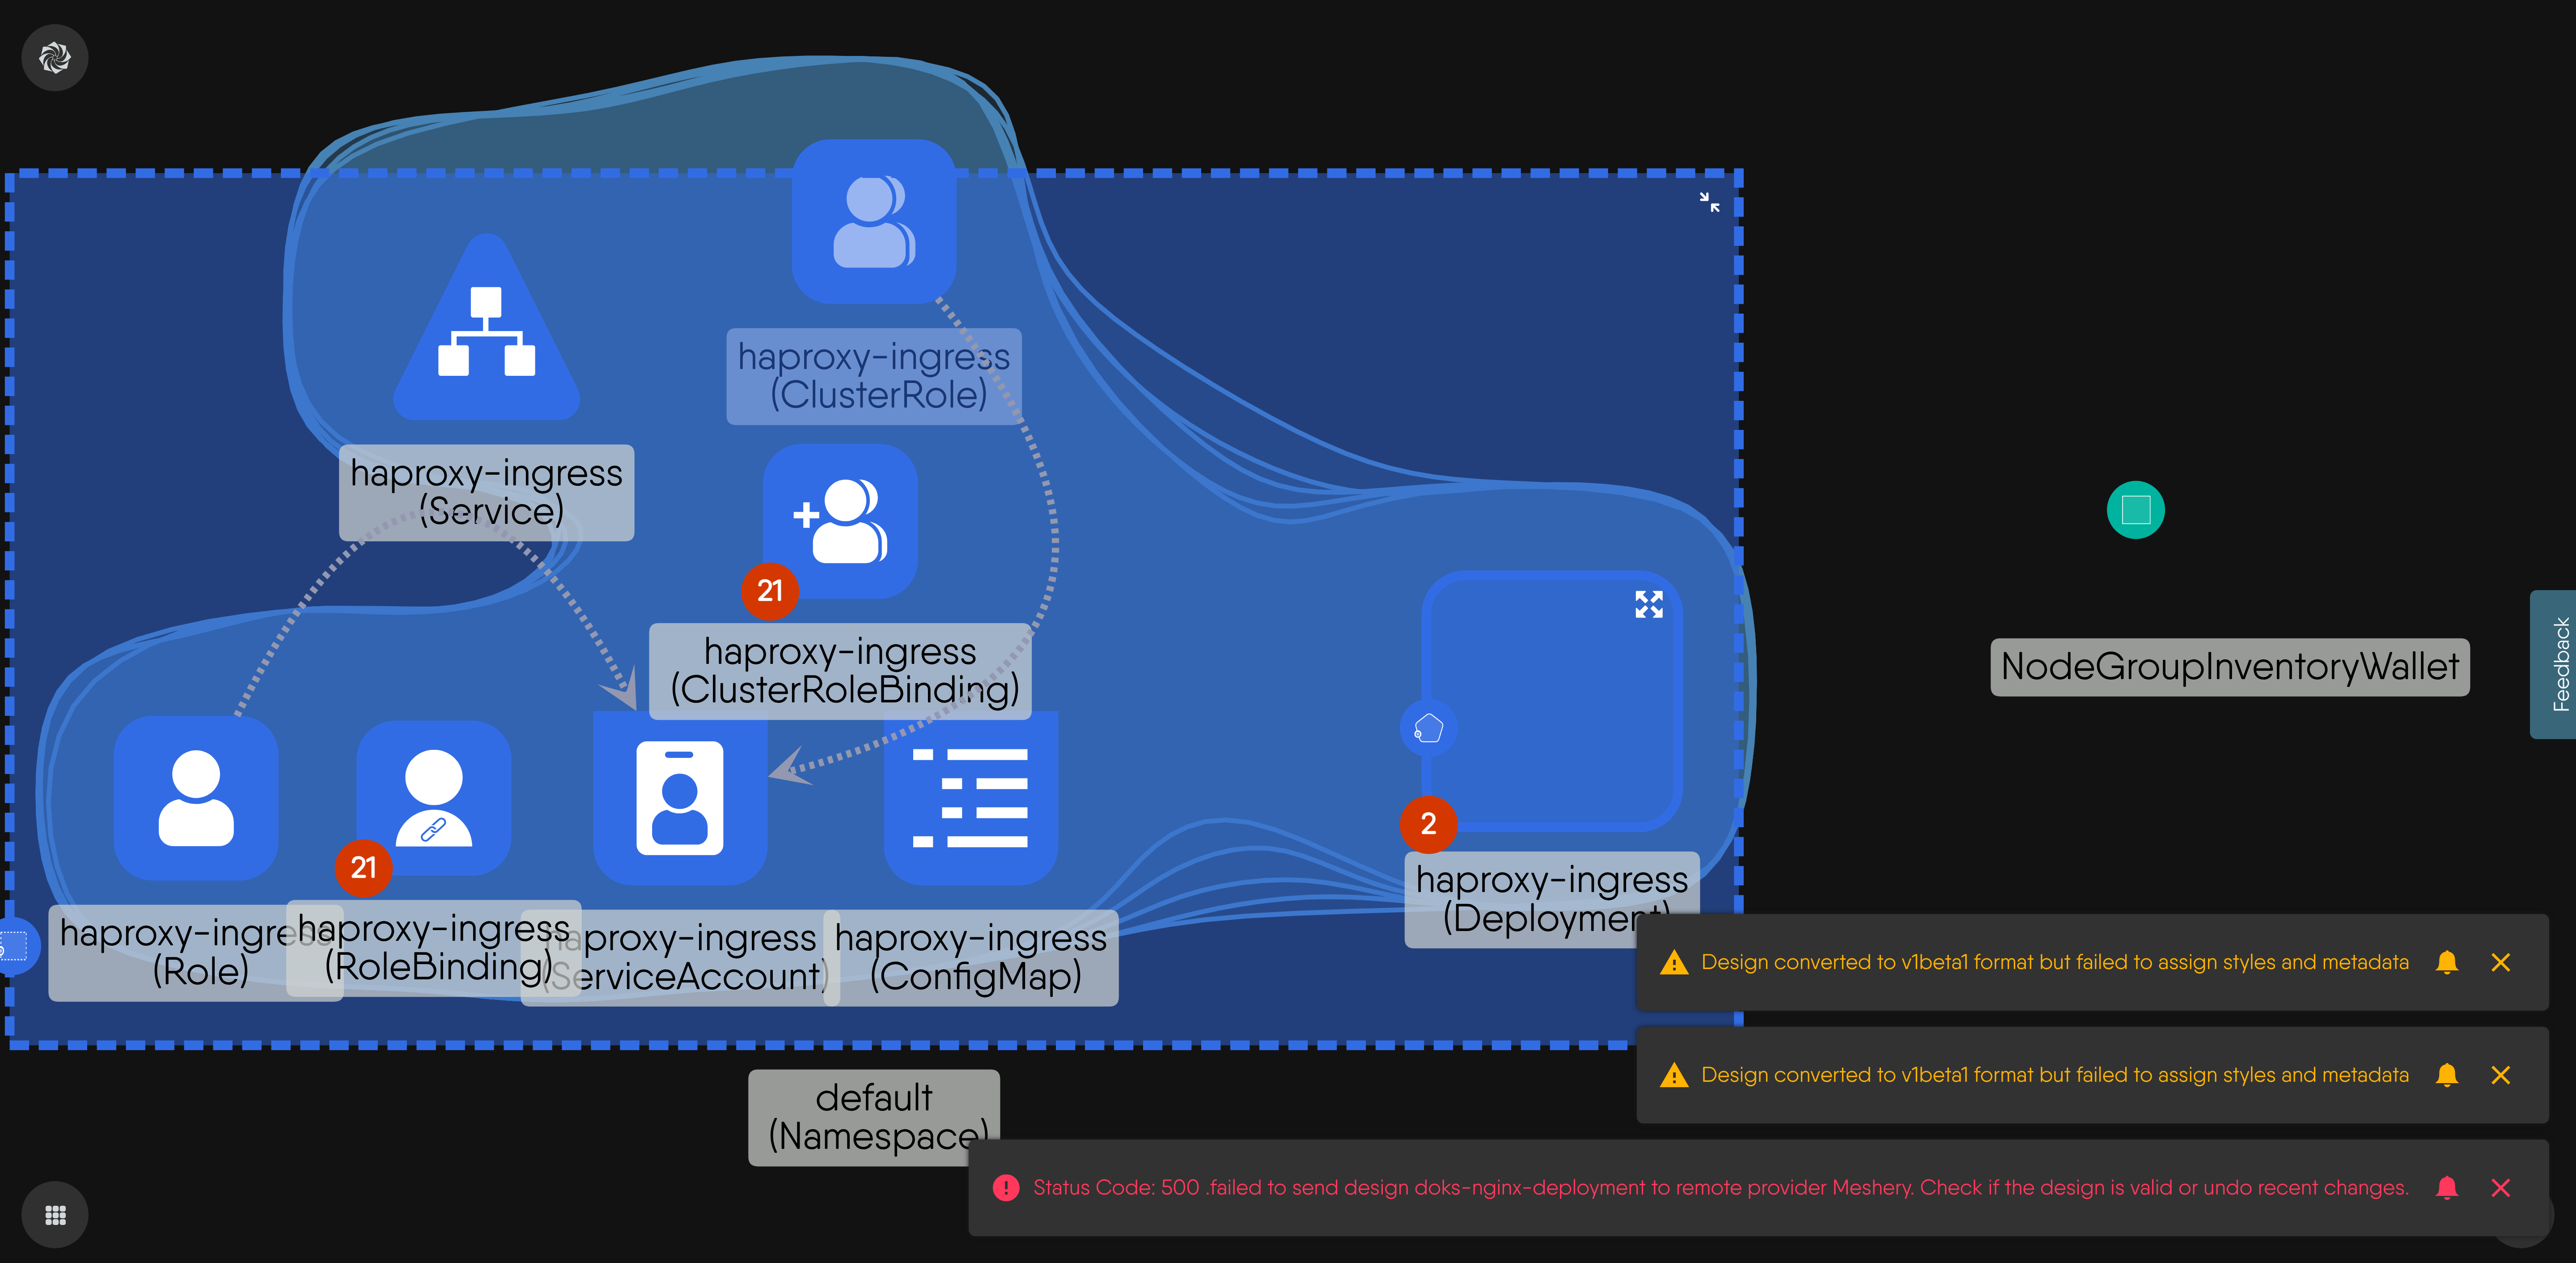 haproxy-ingress
(ClusterRole)
haproxy-ingress
(Service)
21
haproxy-ingress
(ClusterRoleBinding)
NodeGroupInventoryWallet
Feedback
21
2
haproxy-ingress
(Role)
haproxy-ingress
(RoleBinding)
haproxy-ingress
(ServiceAccount)
haproxy-ingress
(ConfigMap)
haproxy-ingress
(Deployment)
Design converted to v1beta1 format but failed to assign styles and metadata
Design converted to v1beta1 format but failed to assign styles and metadata
default
(Namespace)
Status Code: 500 .failed to send design doks-nginx-deployment to remote provider Meshery. Check if the design is valid or undo recent changes.